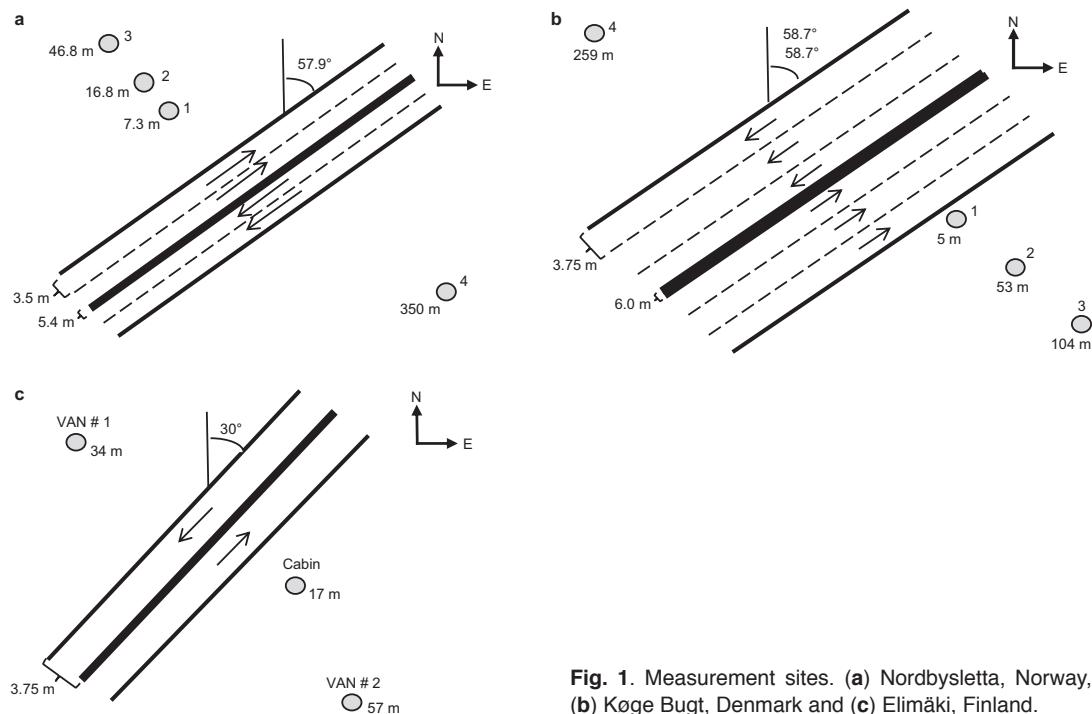 a
3
46.8 m
2
16.8 m
1
7.3 m
57.9°
N
E
3.5 m
5.4 m
4
350 m
b
4
259 m
58.7°
58.7°
N
E
3.75 m
6.0 m
1
5 m
2
53 m
3
104 m
c
VAN # 1
34 m
30°
N
E
Cabin
17 m
3.75 m
VAN # 2
57 m
Fig. 1. Measurement sites. (a) Nordbysletta, Norway,
(b) Køge Bugt, Denmark and (c) Elimäki, Finland.